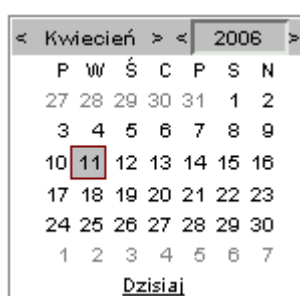 < Kwiecień > < 2006 >
P W Ś C P S N
27 28 29 30 31 1 2
3 4 5 6 7 8 9
10 11 12 13 14 15 16
17 18 19 20 21 22 23
24 25 26 27 28 29 30
1 2 3 4 5 6 7
Dzisiaj